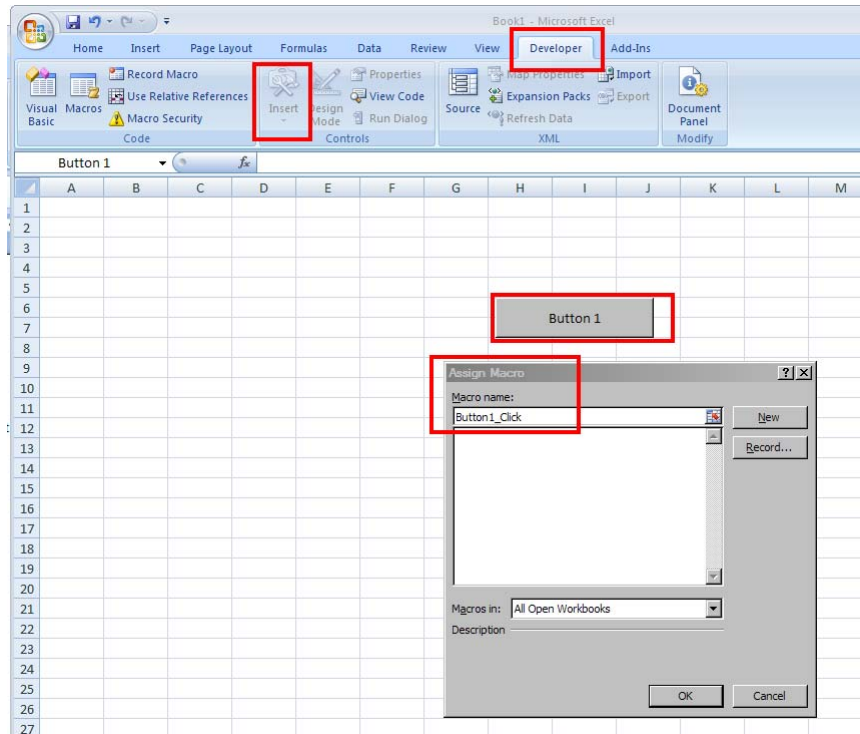 Book1 - Microsoft Excel
Home Insert Page Layout Formulas Data Review View Developer Add-Ins
Visual Basic
Macros
Record Macro
Use Relative References
Macro Security
Code
Insert
Design Mode
Properties
View Code
Run Dialog
Controls
Source
Map Properties
Expansion Packs
Refresh Data
Import
Export
XML
Document Panel
Modify
Button 1
fx
A B C D E F G H I J K L M
1
2
3
4
5
6
7
8
9
10
11
12
13
14
15
16
17
18
19
20
21
22
23
24
25
26
27
Button 1
Assign Macro
Macro name:
Button1_Click
New
Record...
Macros in: All Open Workbooks
Description
OK Cancel